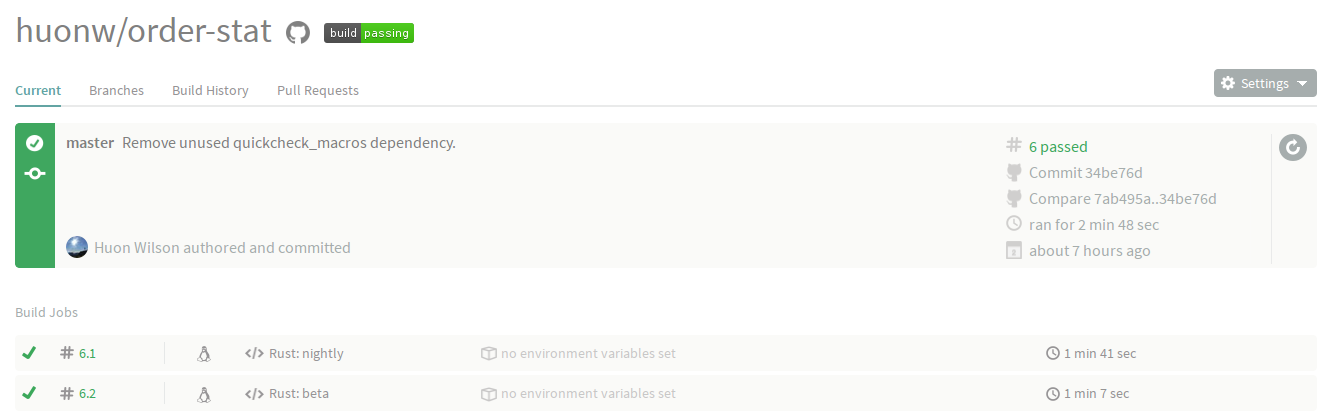 huonw/order-stat build passing
Current Branches Build History Pull Requests Settings
master Remove unused quickcheck_macros dependency.
# 6 passed
Commit 34be76d
Compare 7ab495a..34be76d
ran for 2 min 48 sec
Huon Wilson authored and committed
about 7 hours ago
Build Jobs
# 6.1 </> Rust: nightly no environment variables set 1 min 41 sec
# 6.2 </> Rust: beta no environment variables set 1 min 7 sec